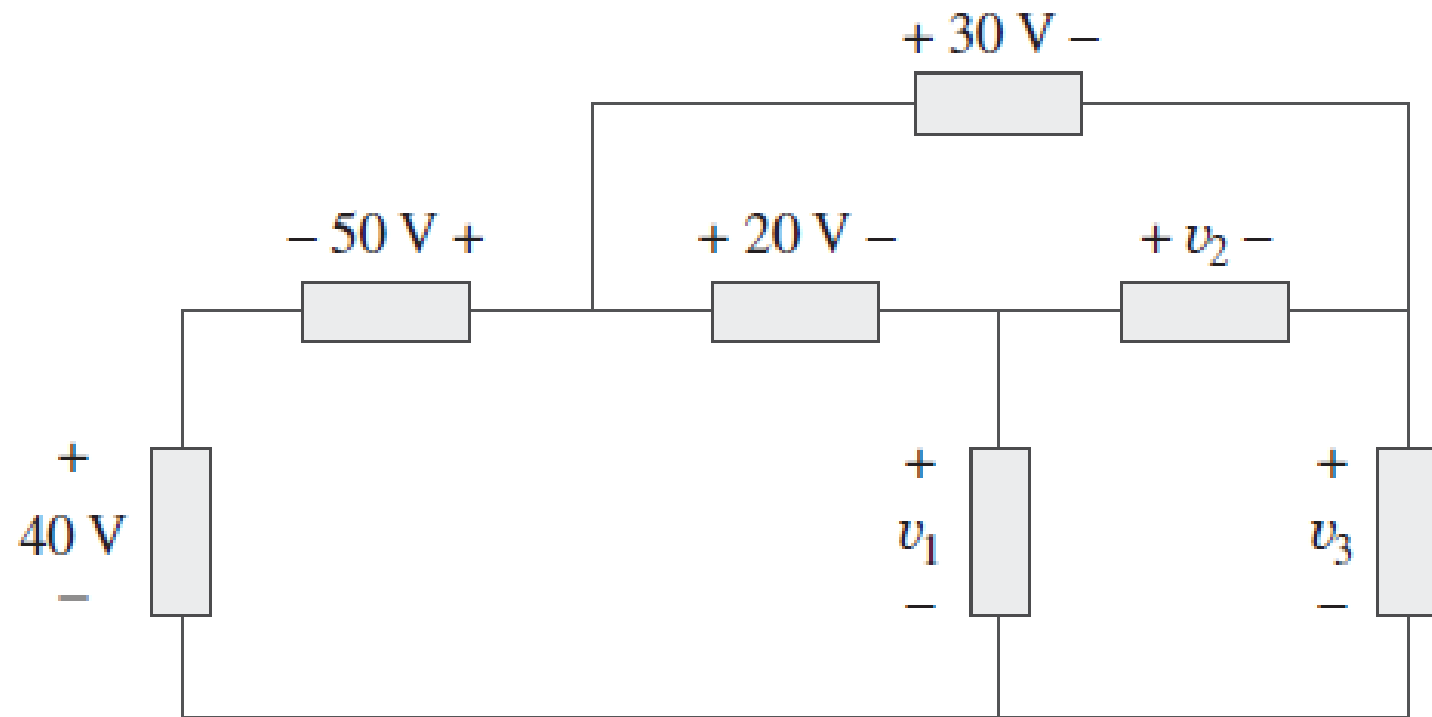 + 30 V –
– 50 V +
+ 20 V –
+ v₂ –
+
40 V
–
+
v₁
–
+
v₃
–